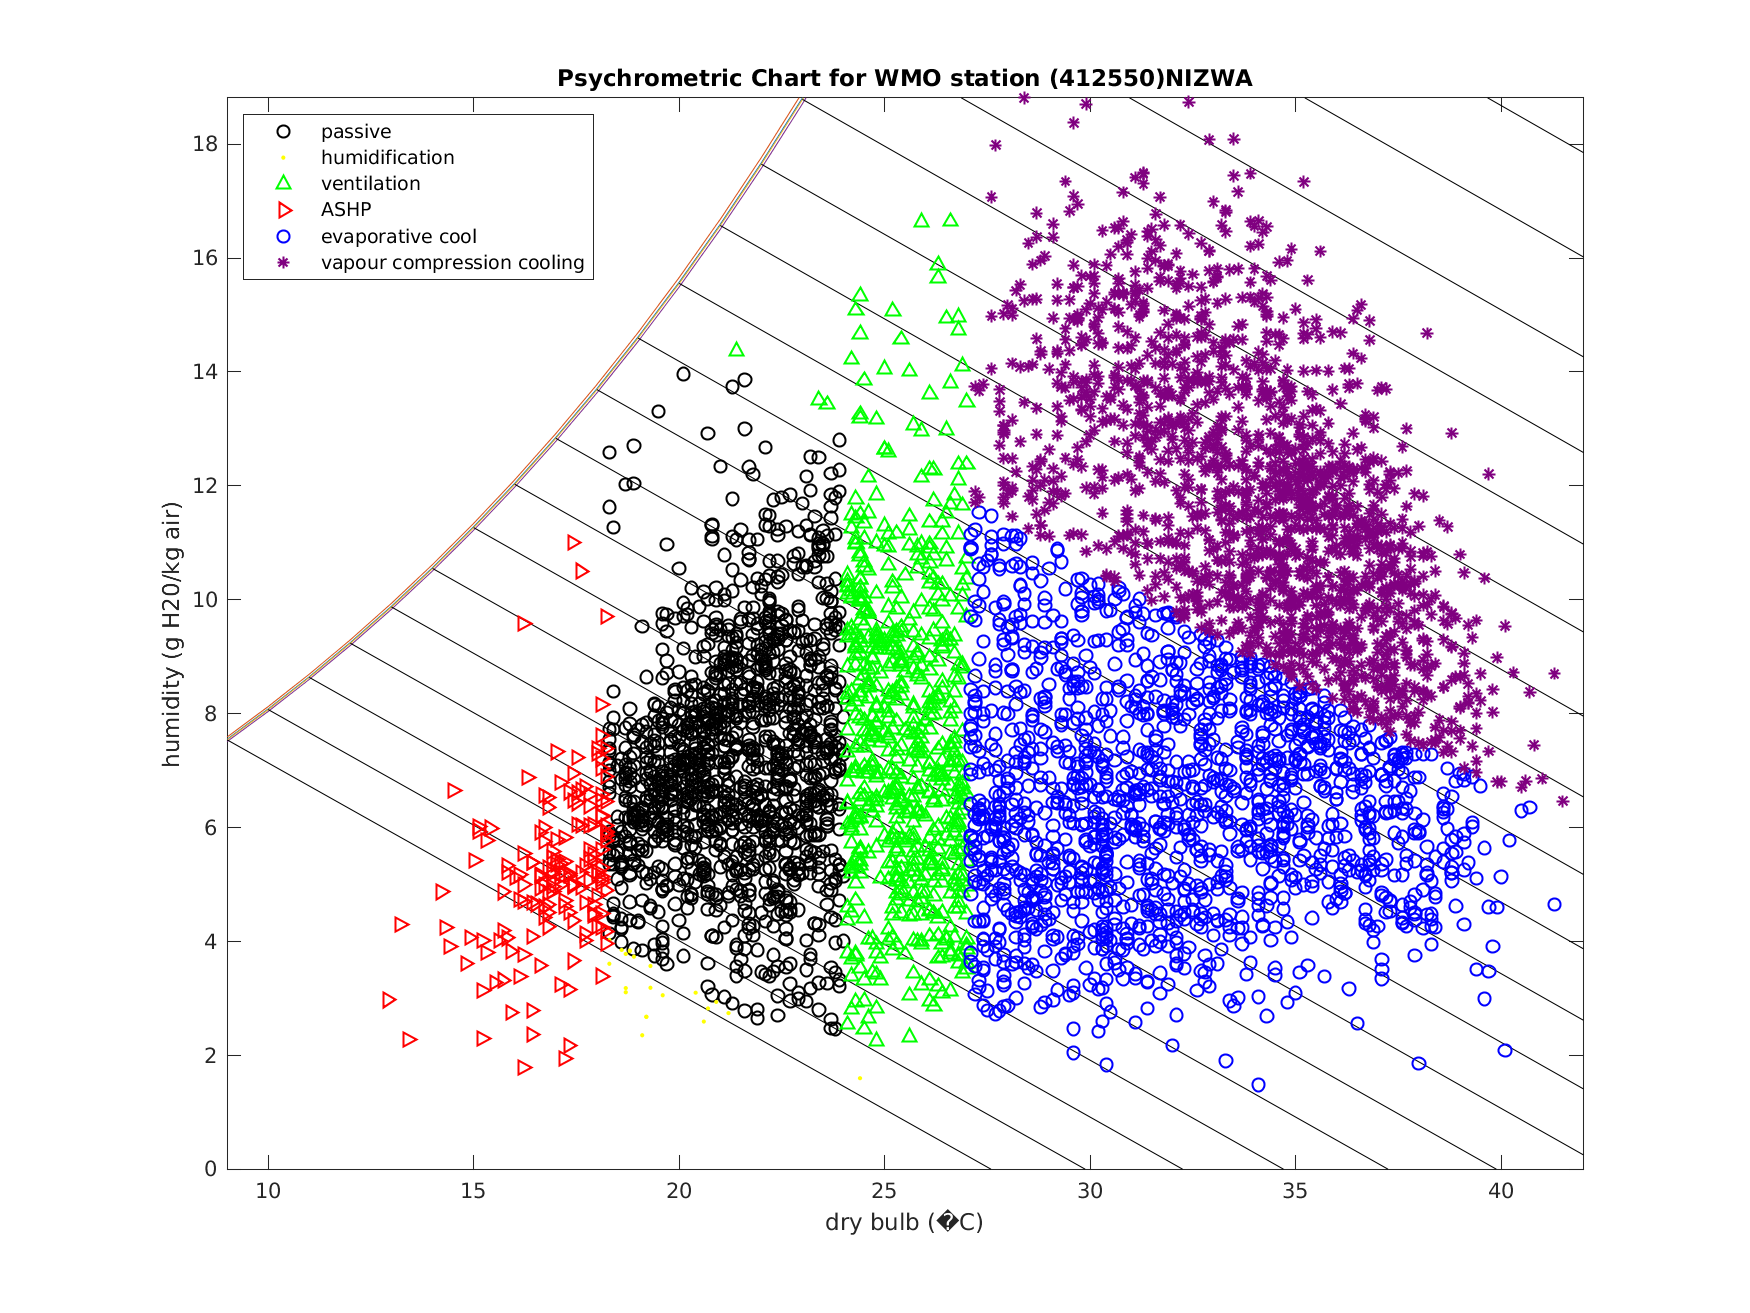 Psychrometric Chart for WMO station (412550)NIZWA
passive
humidification
ventilation
ASHP
evaporative cool
vapour compression cooling
humidity (g H20/kg air)
18
16
14
12
10
8
6
4
2
0
10 15 20 25 30 35 40
dry bulb (�C)